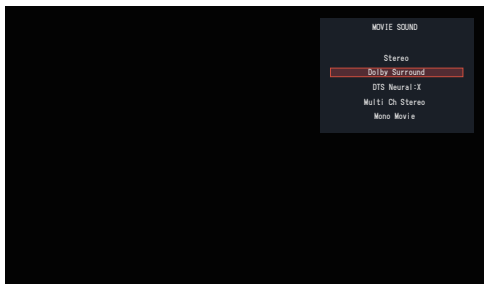 MOVIE SOUND
Stereo
Dolby Surround
DTS Neural:X
Multi Ch Stereo
Mono Movie